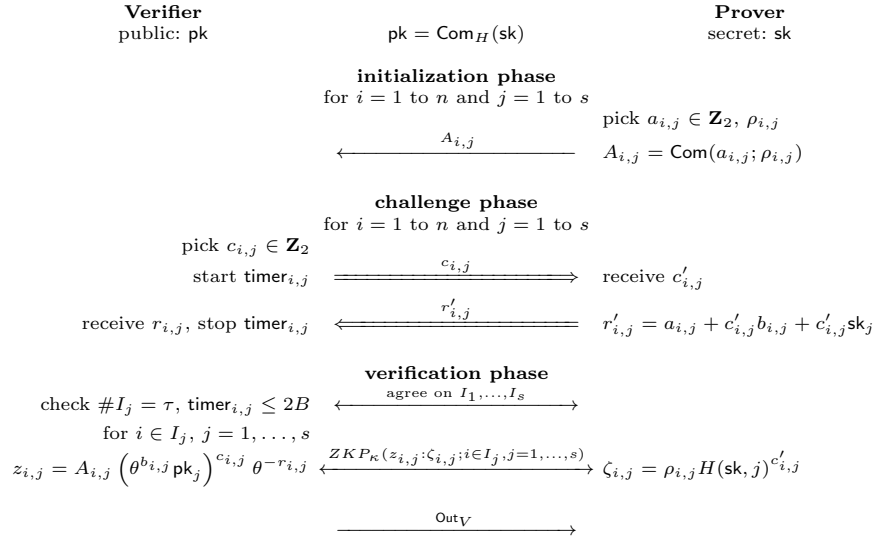 Verifier Prover
public: pk pk = Com_H(sk) secret: sk
initialization phase
for i = 1 to n and j = 1 to s
pick a_{i,j} ∈ Z_2, ρ_{i,j}
A_{i,j}
A_{i,j} = Com(a_{i,j}; ρ_{i,j})
challenge phase
for i = 1 to n and j = 1 to s
pick c_{i,j} ∈ Z_2
start timer_{i,j} c_{i,j} receive c'_{i,j}
receive r_{i,j}, stop timer_{i,j} r'_{i,j} r'_{i,j} = a_{i,j} + c'_{i,j}b_{i,j} + c'_{i,j}sk_j
verification phase
check #I_j = τ, timer_{i,j} ≤ 2B agree on I_1,...,I_s
for i ∈ I_j, j = 1, . . . , s
z_{i,j} = A_{i,j} (θ^{b_{i,j}} pk_j)^{c_{i,j}} θ^{-r_{i,j}} ZKP_κ(z_{i,j}:ζ_{i,j};i∈I_j,j=1,...,s) ζ_{i,j} = ρ_{i,j}H(sk, j)^{c'_{i,j}}
Out_V